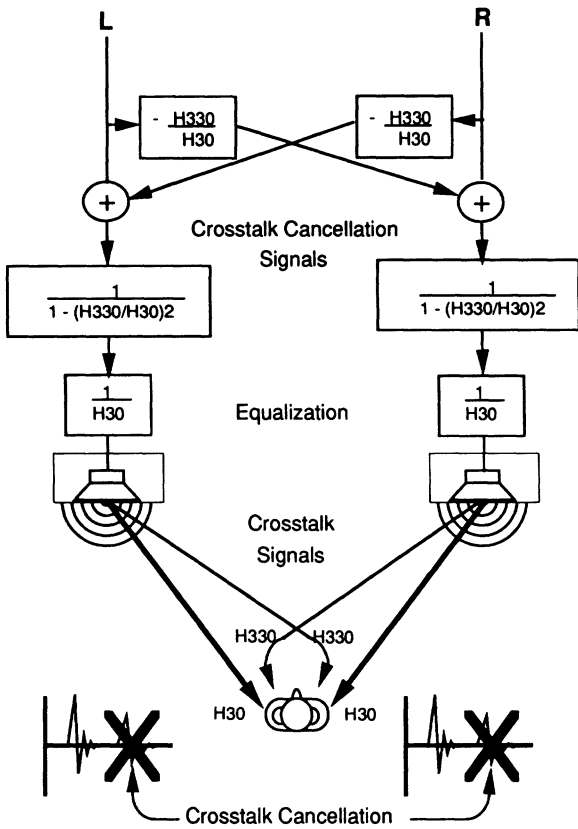 L R
- H330 - H330
H30 H30
+ +
Crosstalk Cancellation
Signals
1 1
1 - (H330/H30)2 1 - (H330/H30)2
1 1
H30 Equalization H30
Crosstalk
Signals
H330 H330
H30 H30
Crosstalk Cancellation